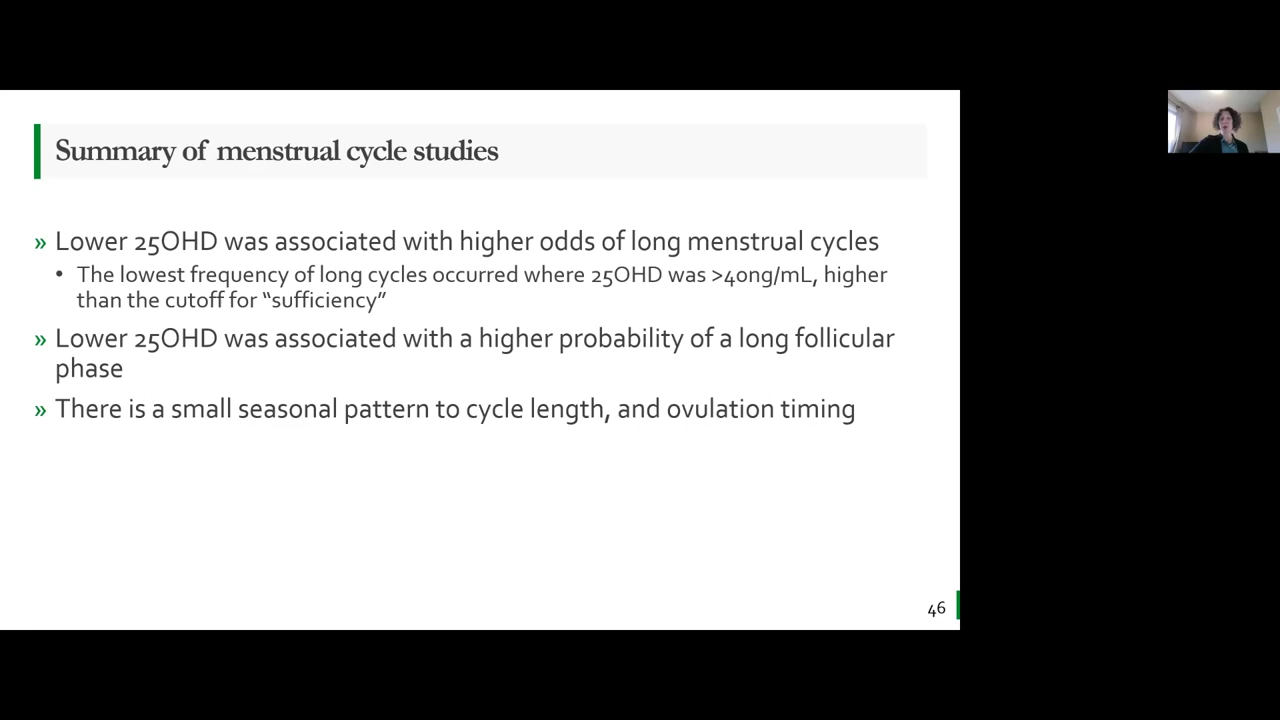 Summary of menstrual cycle studies
» Lower 25OHD was associated with higher odds of long menstrual cycles
• The lowest frequency of long cycles occurred where 25OHD was >40ng/mL, higher
than the cutoff for “sufficiency”
» Lower 25OHD was associated with a higher probability of a long follicular
phase
» There is a small seasonal pattern to cycle length, and ovulation timing
46